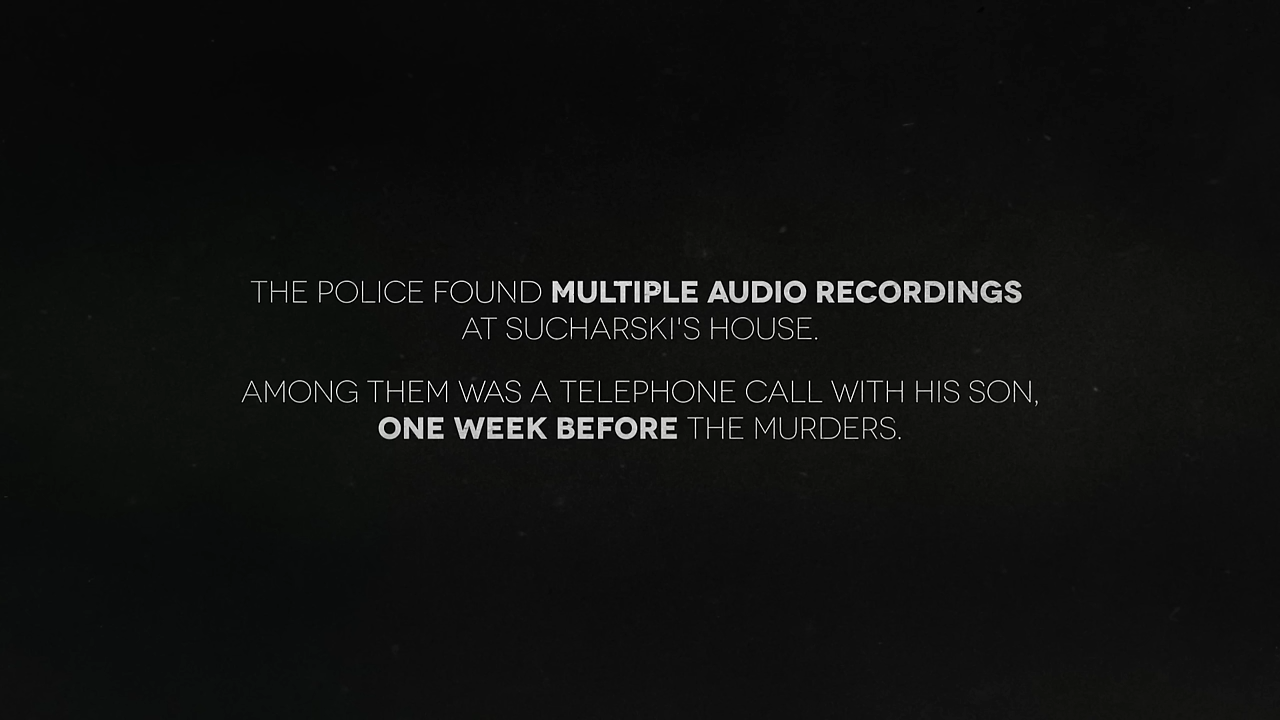 THE POLICE FOUND MULTIPLE AUDIO RECORDINGS
AT SUCHARSKI'S HOUSE.
AMONG THEM WAS A TELEPHONE CALL WITH HIS SON,
ONE WEEK BEFORE THE MURDERS.